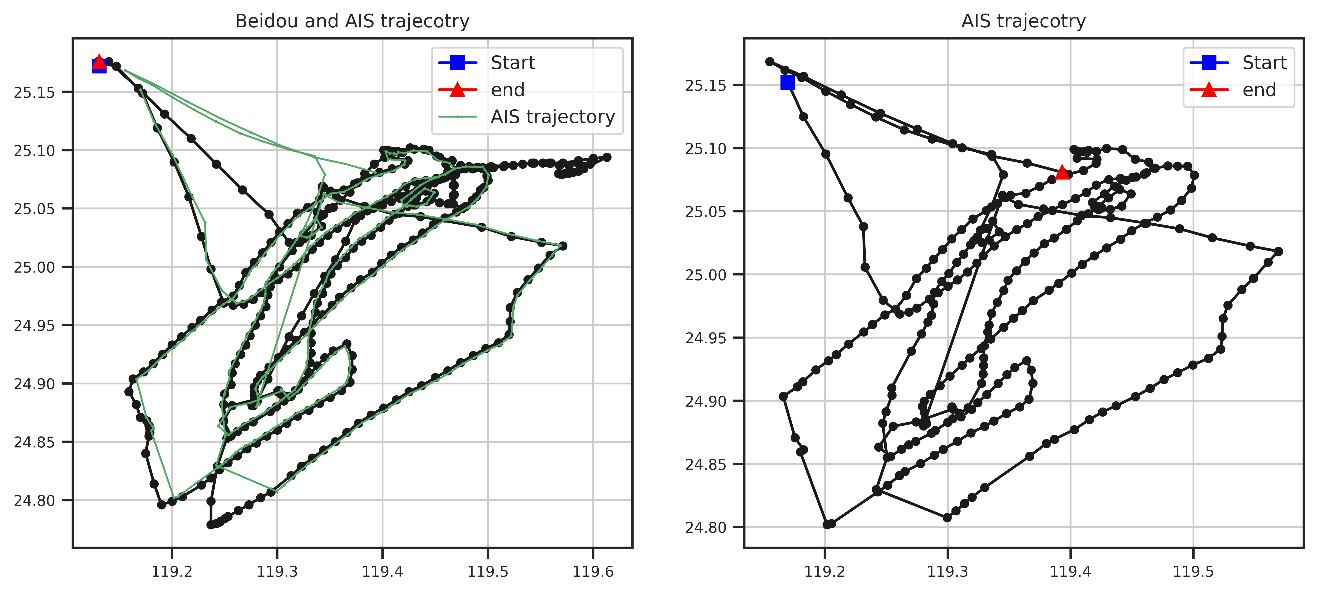 Beidou and AIS trajecotry
Start
end
AIS trajectory
25.15
25.10
25.05
25.00
24.95
24.90
24.85
24.80
119.2 119.3 119.4 119.5 119.6
AIS trajecotry
Start
end
25.15
25.10
25.05
25.00
24.95
24.90
24.85
24.80
119.2 119.3 119.4 119.5